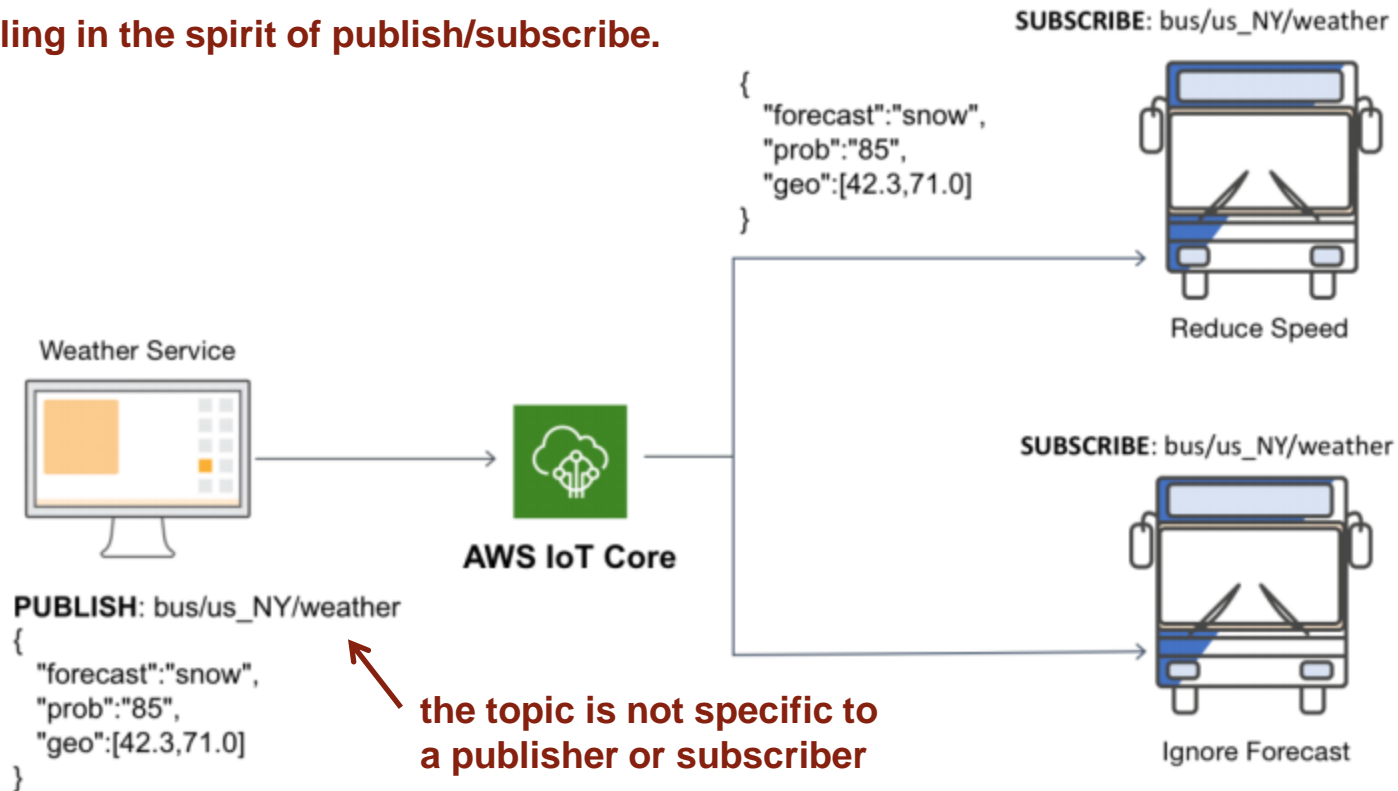 ling in the spirit of publish/subscribe.
SUBSCRIBE: bus/us_NY/weather
{
"forecast":"snow",
"prob":"85",
"geo":[42.3,71.0]
}
Reduce Speed
Weather Service
SUBSCRIBE: bus/us_NY/weather
AWS IoT Core
PUBLISH: bus/us_NY/weather
{
"forecast":"snow",
"prob":"85",
"geo":[42.3,71.0]
}
the topic is not specific to
a publisher or subscriber
Ignore Forecast